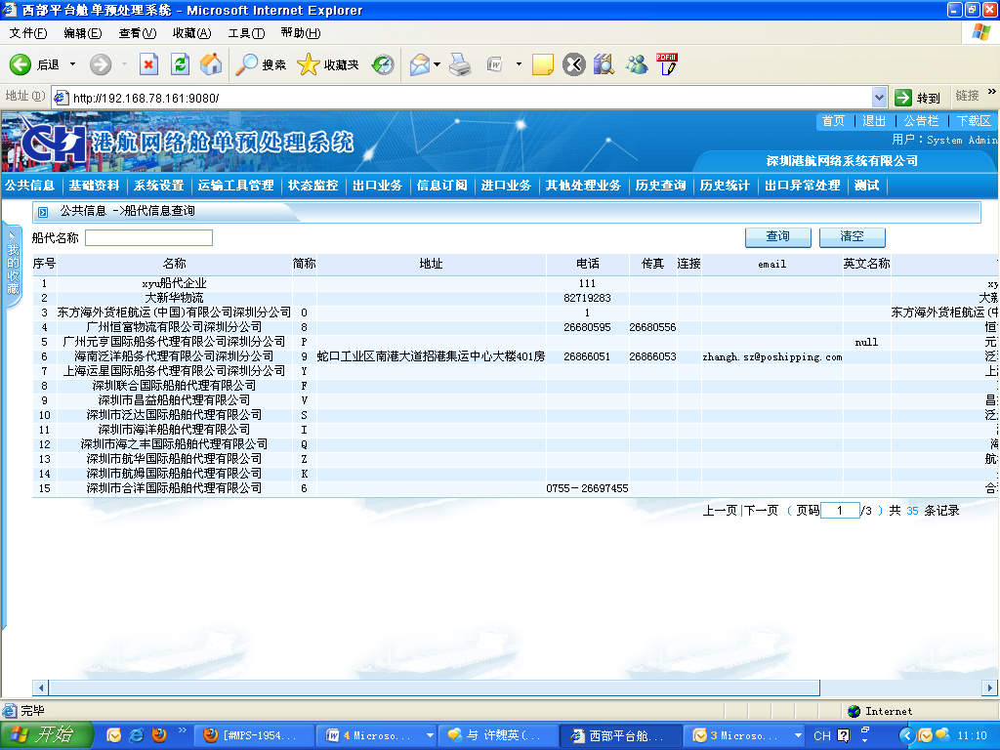 西部平台舱单预处理系统 - Microsoft Internet Explorer
文件(F) 编辑(E) 查看(V) 收藏(A) 工具(T) 帮助(H)
后退 搜索 收藏夹
地址(D) http://192.168.78.161:9080/ 转到 链接 »
首页 | 退出 | 公告栏 | 下载区
CH 港航网络舱单预处理系统
用户：System Admin
深圳港航网络系统有限公司
公共信息 基础资料 系统设置 运输工具管理 状态监控 出口业务 信息订阅 进口业务 其他处理业务 历史查询 历史统计 出口异常处理 测试
公共信息 ->船代信息查询
我的收藏
船代名称 查询 清空
序号 名称 简称 地址 电话 传真 连接 email 英文名称
1 xyu船代企业 111 xy
2 大新华物流 82719283 大新
3 东方海外货柜航运(中国)有限公司深圳分公司 0 1 东方海外货柜航运(中
4 广州恒富物流有限公司深圳分公司 8 26680595 26680556 恒
5 广州元亨国际船务代理有限公司深圳分公司 P null 元
6 海南泛洋船务代理有限公司深圳分公司 9 蛇口工业区南港大道招港集运中心大楼401房 26866051 26866053 zhangh.sz@poshipping.com 泛
7 上海运星国际船务代理有限公司深圳分公司 Y 上
8 深圳联合国际船舶代理有限公司 F
9 深圳市昌益船舶代理有限公司 V 昌
10 深圳市泛达国际船舶代理有限公司 S 泛
11 深圳市海洋船舶代理有限公司 I
12 深圳市海之丰国际船舶代理有限公司 Q 海
13 深圳市航华国际船舶代理有限公司 Z 航
14 深圳市航姆国际船舶代理有限公司 K
15 深圳市合洋国际船舶代理有限公司 6 0755－26697455 合
上一页|下一页 ( 页码 1 /3 ) 共 35 条记录
完毕 Internet
开始 » [#MPS-1954... 4 Microso... 与 许魏英(... 西部平台舱... 3 Microso... CH 11:10